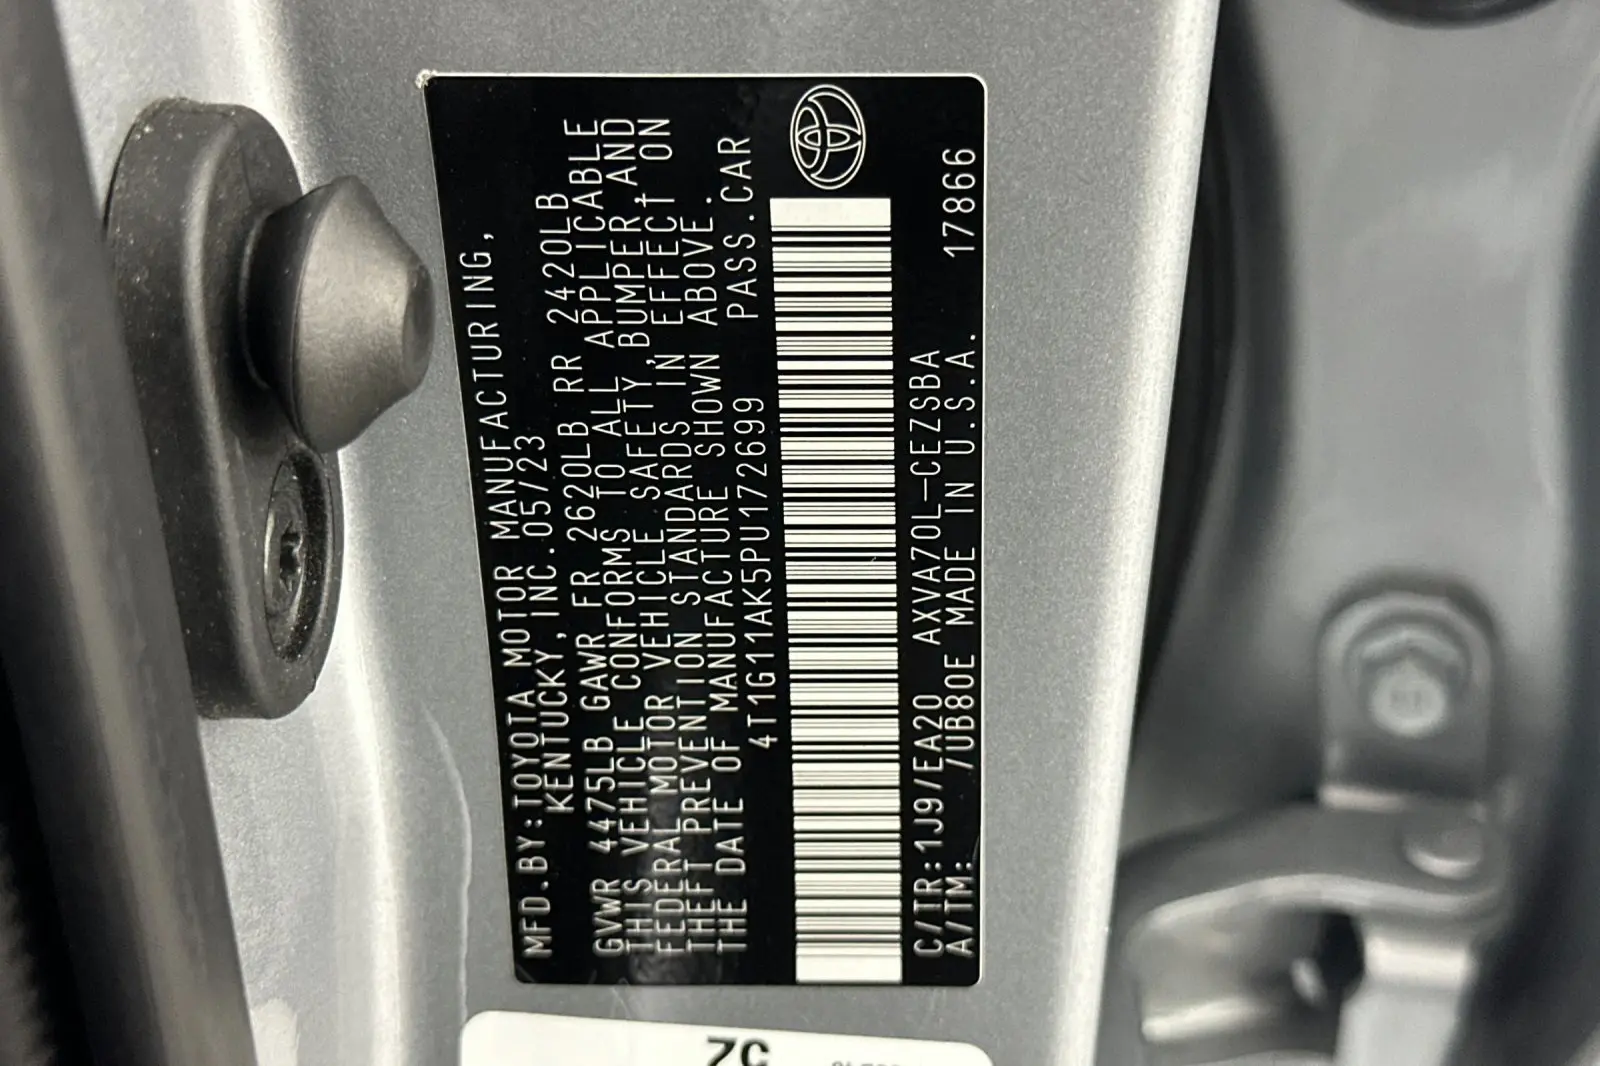 MFD.BY:TOYOTA MOTOR MANUFACTURING,
KENTUCKY, INC.05/23
GVWR 4475LB GAWR FR 2620LB RR 2420LB
THIS VEHICLE CONFORMS TO ALL APPLICABLE
FEDERAL MOTOR VEHICLE SAFETY, BUMPER, AND
THEFT PREVENTION STANDARDS IN EFFECT ON
THE DATE OF MANUFACTURE SHOWN ABOVE.
4T1G11AK5PU172699 PASS.CAR
C/TR:1J9/EA20 AXVA70L-CEZSBA 17866
A/TM: /UB80E MADE IN U.S.A.